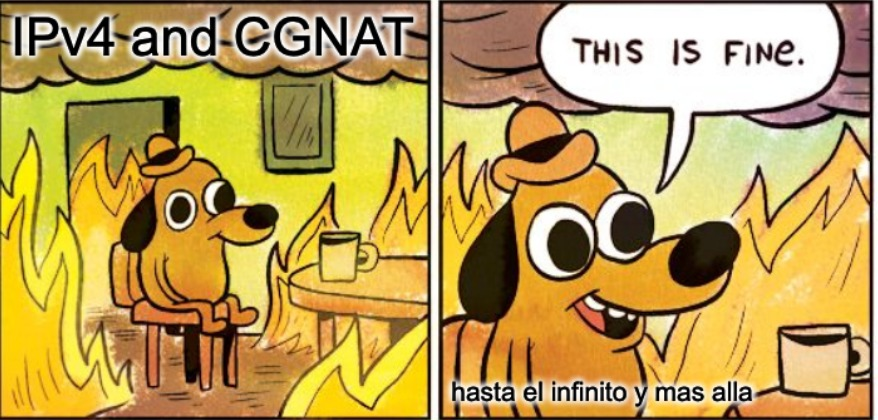 IPv4 and CGNAT
THIS IS FINE.
hasta el infinito y mas alla